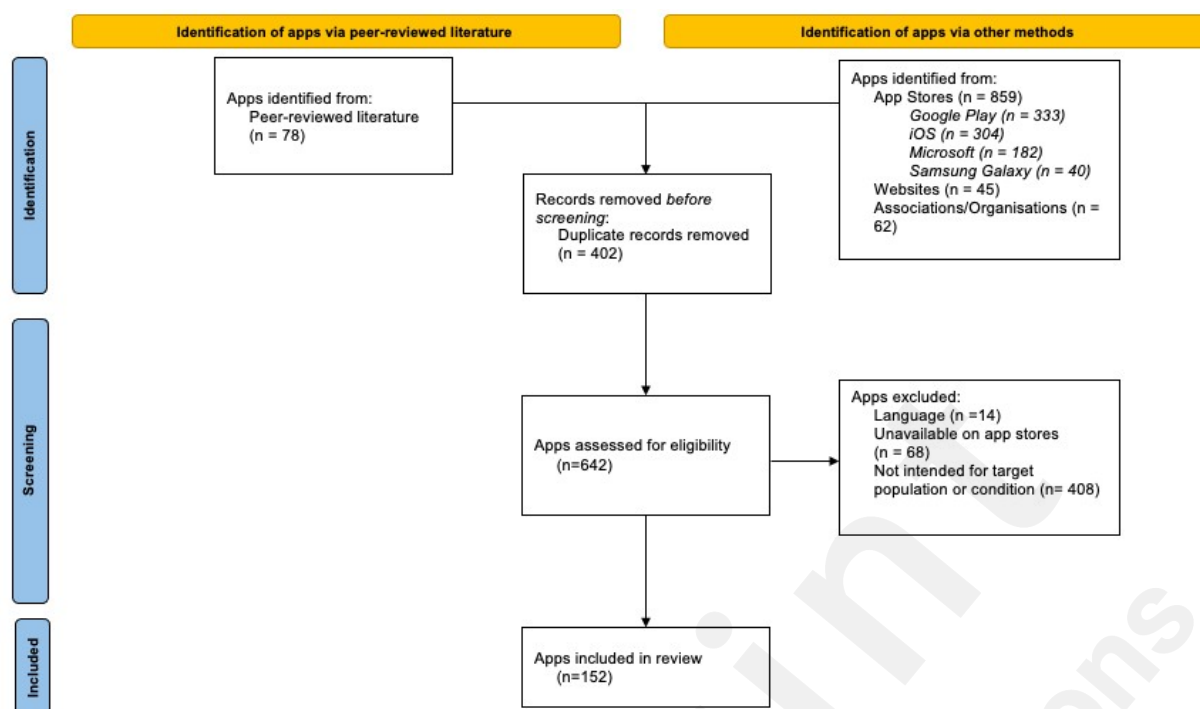 Identification of apps via peer-reviewed literature
Identification of apps via other methods
Identification
Apps identified from:
Peer-reviewed literature
(n = 78)
Apps identified from:
App Stores (n = 859)
Google Play (n = 333)
iOS (n = 304)
Microsoft (n = 182)
Samsung Galaxy (n = 40)
Websites (n = 45)
Associations/Organisations (n =
62)
Records removed before
screening:
Duplicate records removed
(n = 402)
Screening
Apps assessed for eligibility
(n=642)
Apps excluded:
Language (n =14)
Unavailable on app stores
(n = 68)
Not intended for target
population or condition (n= 408)
Included
Apps included in review
(n=152)